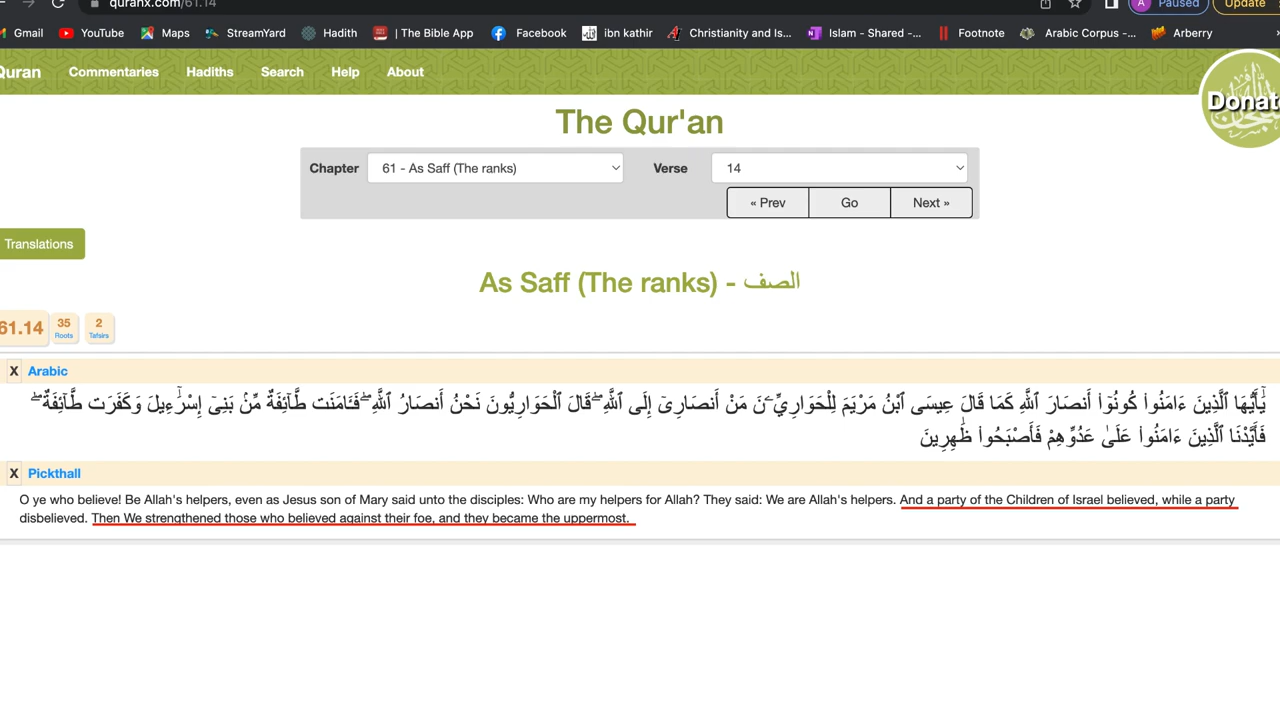 quranx.com/61.14
Paused
Update
Gmail YouTube Maps StreamYard Hadith | The Bible App Facebook ibn kathir Christianity and Is... Islam - Shared -... Footnote Arabic Corpus -... Arberry
Quran Commentaries Hadiths Search Help About
Donat
The Qur'an
Chapter 61 - As Saff (The ranks) Verse 14
« Prev Go Next »
Translations
As Saff (The ranks) - الصف
61.14 35 Roots 2 Tafsirs
X Arabic
يَٰٓأَيُّهَا ٱلَّذِينَ ءَامَنُوا۟ كُونُوٓا۟ أَنصَارَ ٱللَّهِ كَمَا قَالَ عِيسَى ٱبْنُ مَرْيَمَ لِلْحَوَارِيِّـۧنَ مَنْ أَنصَارِىٓ إِلَى ٱللَّهِ ۖ قَالَ ٱلْحَوَارِيُّونَ نَحْنُ أَنصَارُ ٱللَّهِ ۖ فَـَٔامَنَت طَّآئِفَةٌ مِّنۢ بَنِىٓ إِسْرَٰٓءِيلَ وَكَفَرَت طَّآئِفَةٌ ۖ
فَأَيَّدْنَا ٱلَّذِينَ ءَامَنُوا۟ عَلَىٰ عَدُوِّهِمْ فَأَصْبَحُوا۟ ظَٰهِرِينَ
X Pickthall
O ye who believe! Be Allah's helpers, even as Jesus son of Mary said unto the disciples: Who are my helpers for Allah? They said: We are Allah's helpers. And a party of the Children of Israel believed, while a party
disbelieved. Then We strengthened those who believed against their foe, and they became the uppermost.